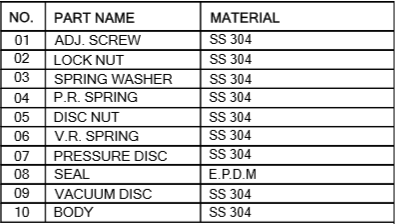 NO. PART NAME MATERIAL
01 ADJ. SCREW SS 304
02 LOCK NUT SS 304
03 SPRING WASHER SS 304
04 P.R. SPRING SS 304
05 DISC NUT SS 304
06 V.R. SPRING SS 304
07 PRESSURE DISC SS 304
08 SEAL E.P.D.M
09 VACUUM DISC SS 304
10 BODY SS 304